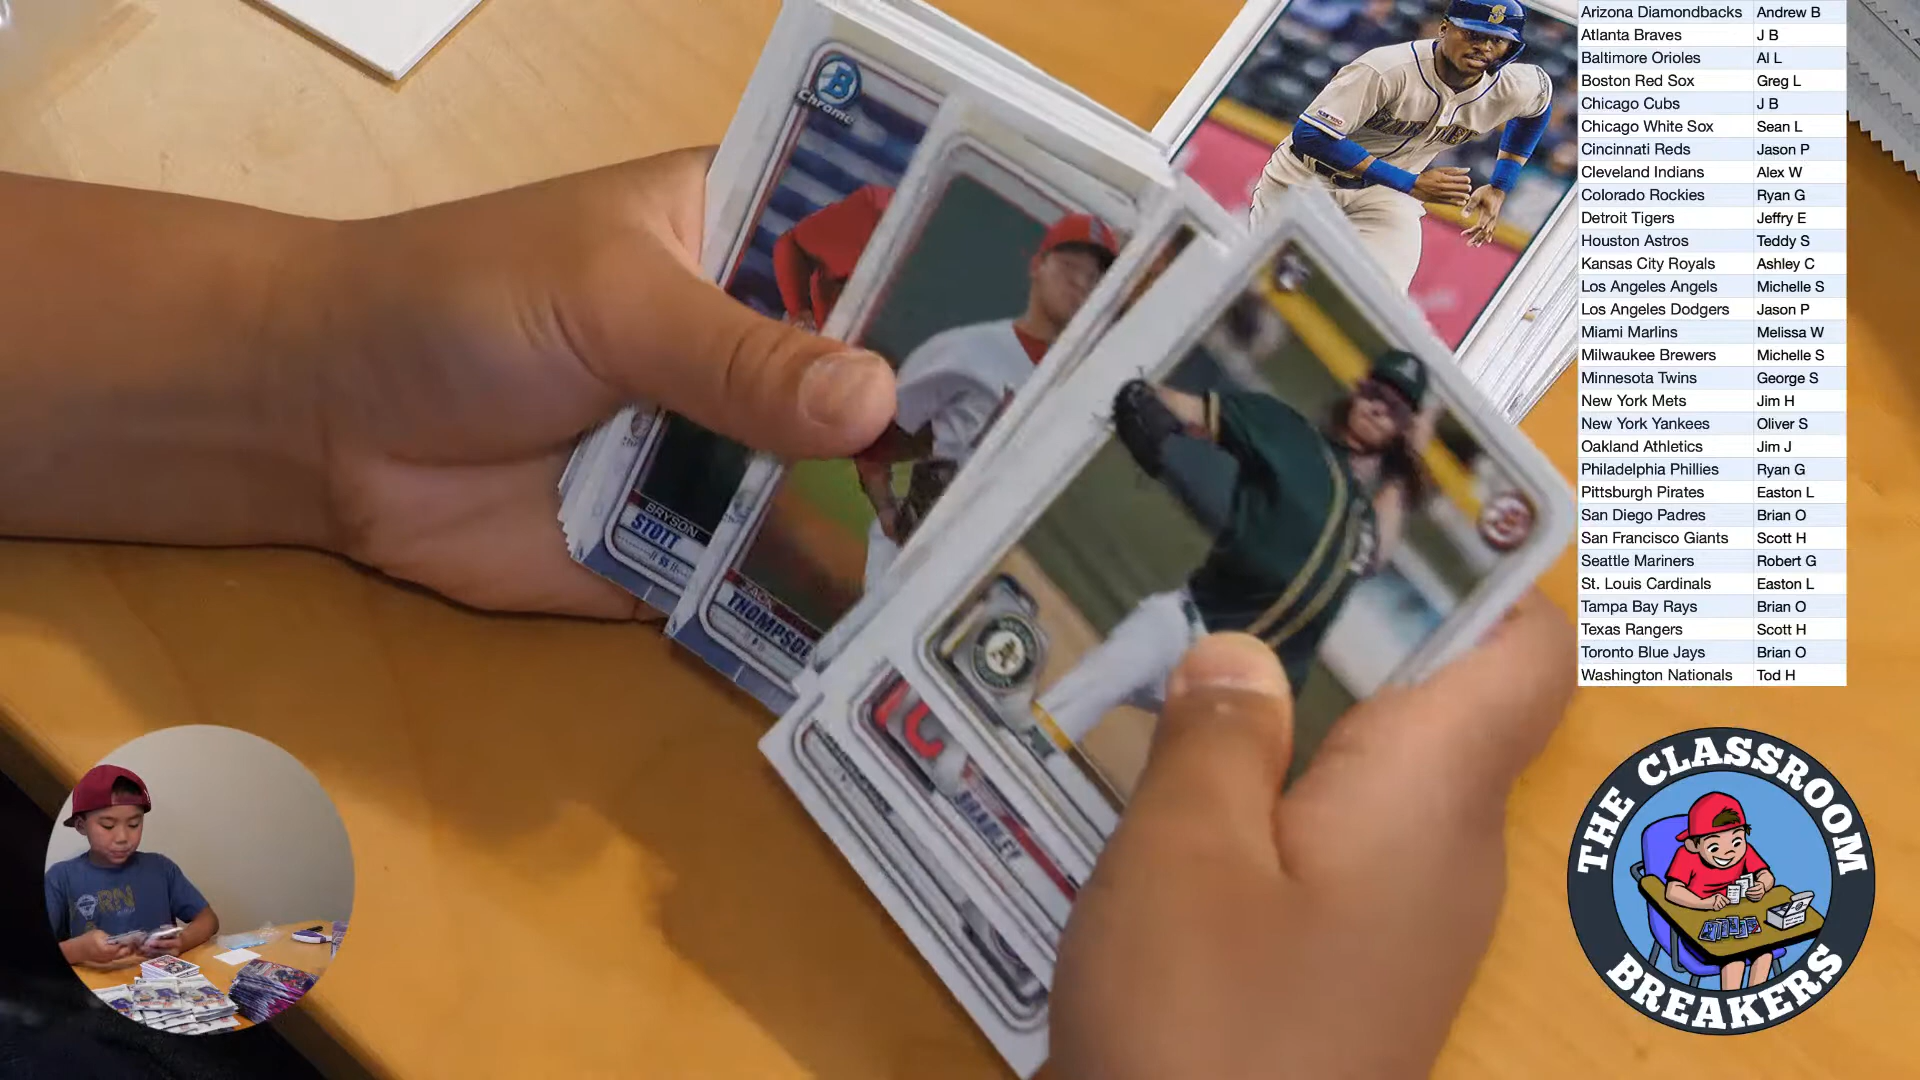 B
Chrome
S
BRYSON
STOTT
SS
ZACK
THOMPSON
P
C
A
Arizona Diamondbacks Andrew B
Atlanta Braves J B
Baltimore Orioles Al L
Boston Red Sox Greg L
Chicago Cubs J B
Chicago White Sox Sean L
Cincinnati Reds Jason P
Cleveland Indians Alex W
Colorado Rockies Ryan G
Detroit Tigers Jeffry E
Houston Astros Teddy S
Kansas City Royals Ashley C
Los Angeles Angels Michelle S
Los Angeles Dodgers Jason P
Miami Marlins Melissa W
Milwaukee Brewers Michelle S
Minnesota Twins George S
New York Mets Jim H
New York Yankees Oliver S
Oakland Athletics Jim J
Philadelphia Phillies Ryan G
Pittsburgh Pirates Easton L
San Diego Padres Brian O
San Francisco Giants Scott H
Seattle Mariners Robert G
St. Louis Cardinals Easton L
Tampa Bay Rays Brian O
Texas Rangers Scott H
Toronto Blue Jays Brian O
Washington Nationals Tod H
THE CLASSROOM
BREAKERS